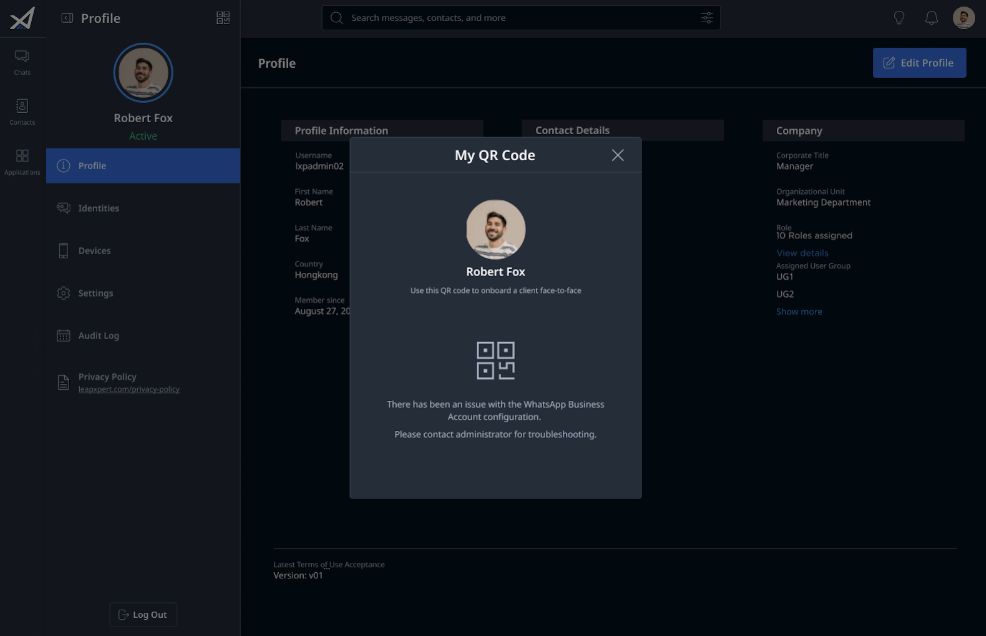 Profile
Search messages, contacts, and more
Chats
Contacts
Applications
Robert Fox
Active
Profile
Identities
Devices
Settings
Audit Log
Privacy Policy
leapxpert.com/privacy-policy
Log Out
Profile
Edit Profile
Profile Information
Username
lxpadmin02
First Name
Robert
Last Name
Fox
Country
Hongkong
Member since
August 27, 20
Contact Details
Company
Corporate Title
Manager
Organizational Unit
Marketing Department
Role
10 Roles assigned
View details
Assigned User Group
UG1
UG2
Show more
My QR Code
Robert Fox
Use this QR code to onboard a client face-to-face
There has been an issue with the WhatsApp Business
Account configuration.
Please contact administrator for troubleshooting.
Latest Terms of Use Acceptance
Version: v01